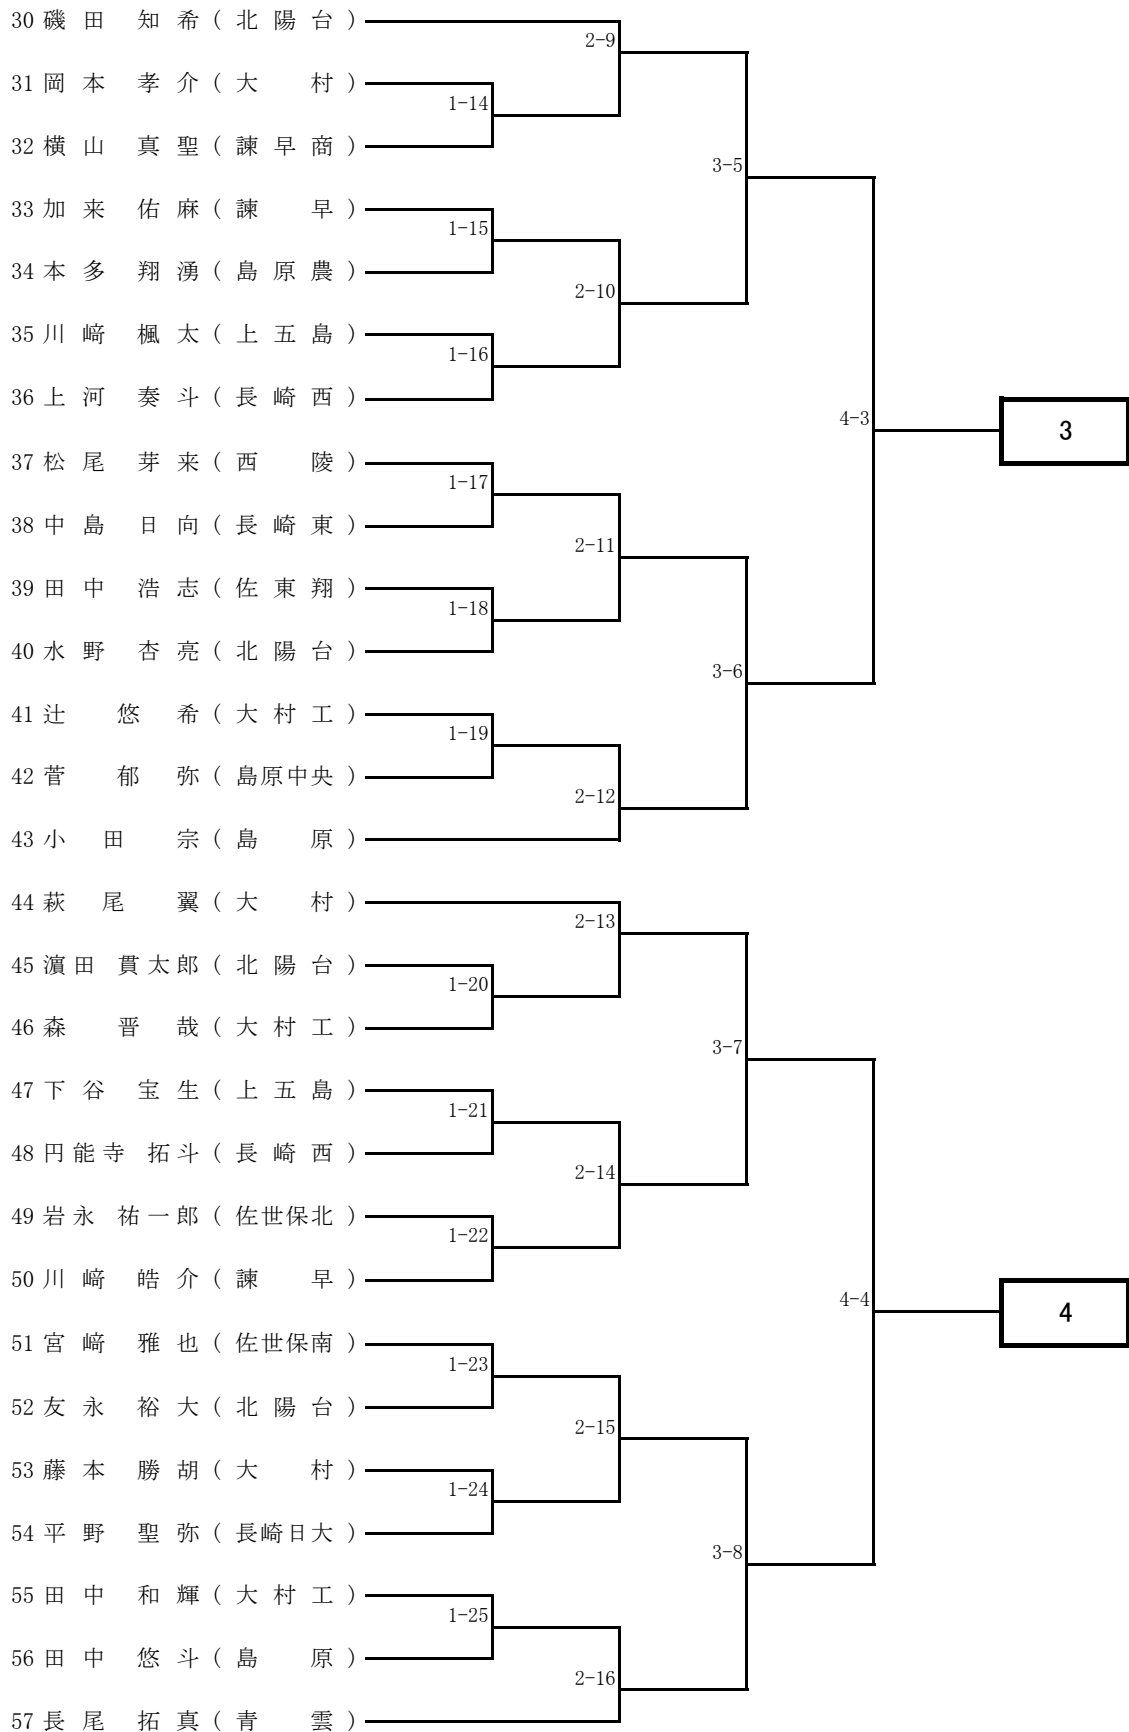 30 磯田 知希(北陽台)
2-9
31 岡本 孝介(大 村)
1-14
32 横山 真聖(諫早商)
3-5
33 加来 佑麻(諫 早)
1-15
34 本多 翔湧(島原農)
2-10
35 川﨑 楓太(上五島)
1-16
36 上河 奏斗(長崎西)
4-3
3
37 松尾 芽来(西 陵)
1-17
38 中島 日向(長崎東)
2-11
39 田中 浩志(佐東翔)
1-18
40 水野 杏亮(北陽台)
3-6
41 辻 悠希(大村工)
1-19
42 菅 郁弥(島原中央)
2-12
43 小田 宗(島 原)
44 萩尾 翼(大 村)
2-13
45 濵田 貫太郎(北陽台)
1-20
46 森 晋哉(大村工)
3-7
47 下谷 宝生(上五島)
1-21
48 円能寺 拓斗(長崎西)
2-14
49 岩永 祐一郎(佐世保北)
1-22
50 川﨑 皓介(諫 早)
4-4
4
51 宮﨑 雅也(佐世保南)
1-23
52 友永 裕大(北陽台)
2-15
53 藤本 勝胡(大 村)
1-24
54 平野 聖弥(長崎日大)
3-8
55 田中 和輝(大村工)
1-25
56 田中 悠斗(島 原)
2-16
57 長尾 拓真(青 雲)